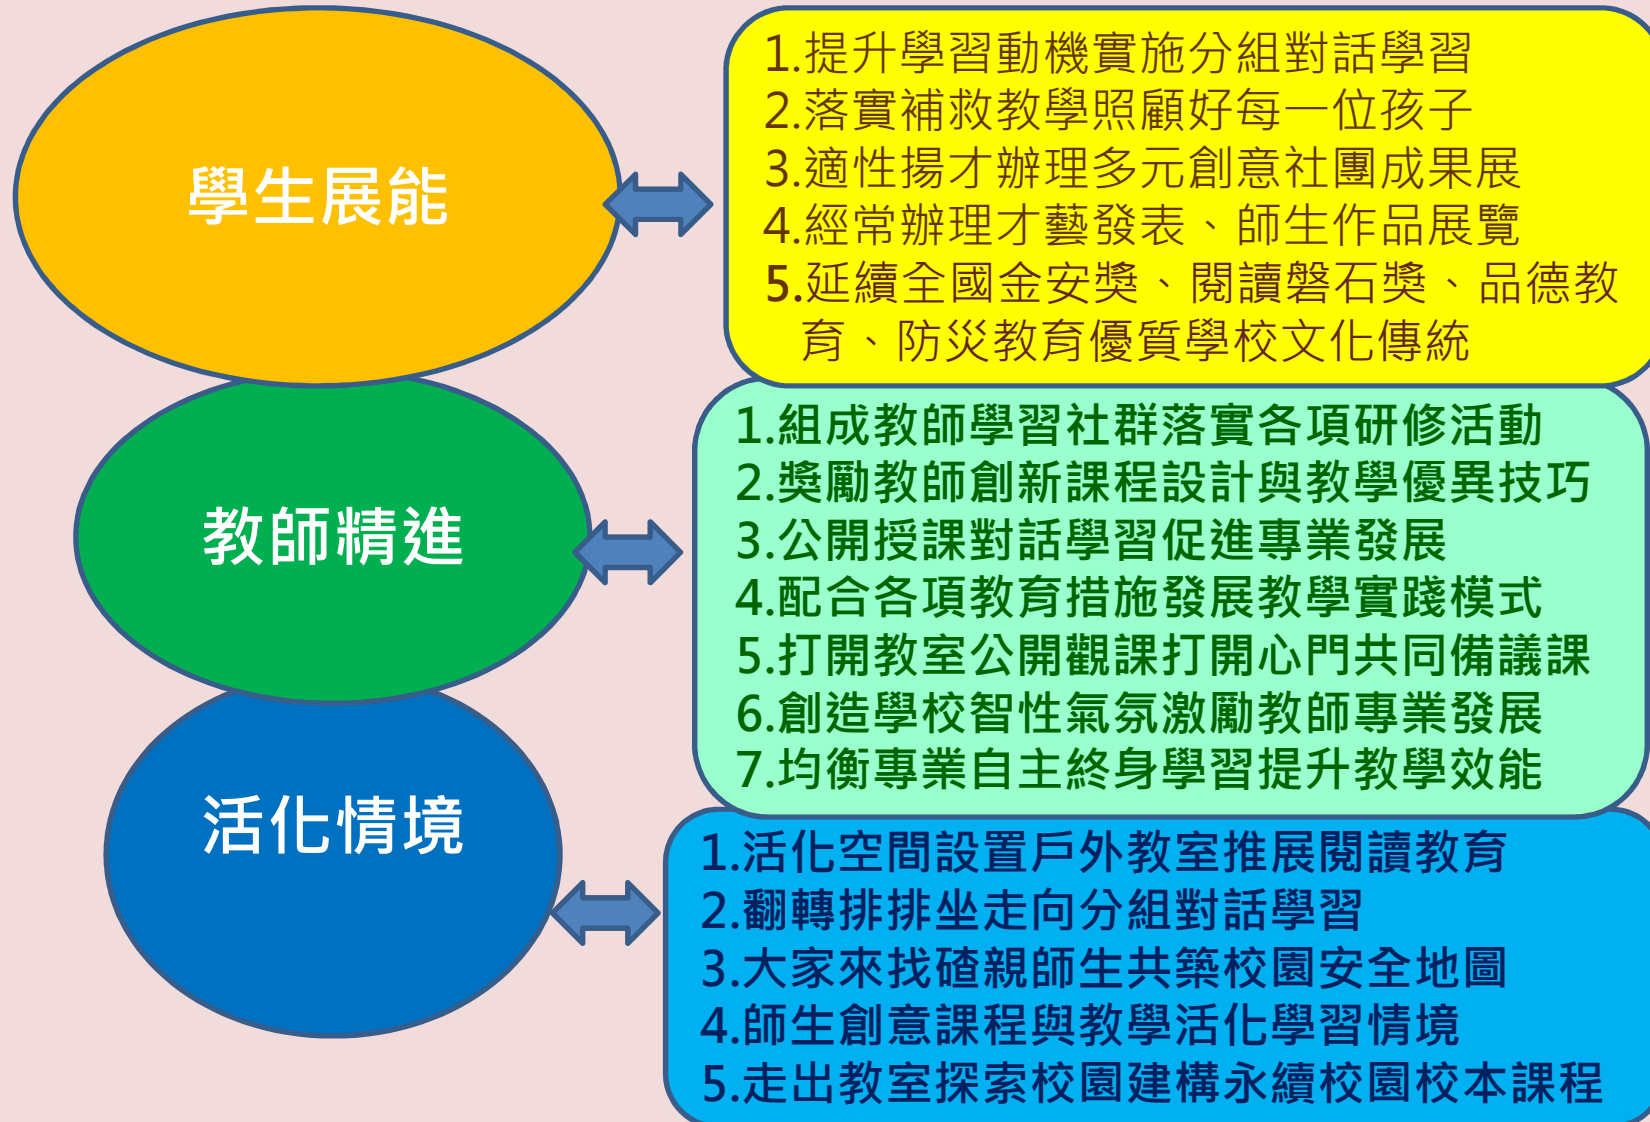 學生展能
1.提升學習動機實施分組對話學習
2.落實補救教學照顧好每一位孩子
3.適性揚才辦理多元創意社團成果展
4.經常辦理才藝發表、師生作品展覽
5.延續全國金安獎、閱讀磐石獎、品德教
育、防災教育優質學校文化傳統
教師精進
1.組成教師學習社群落實各項研修活動
2.獎勵教師創新課程設計與教學優異技巧
3.公開授課對話學習促進專業發展
4.配合各項教育措施發展教學實踐模式
5.打開教室公開觀課打開心門共同備議課
6.創造學校智性氣氛激勵教師專業發展
7.均衡專業自主終身學習提升教學效能
活化情境
1.活化空間設置戶外教室推展閱讀教育
2.翻轉排排坐走向分組對話學習
3.大家來找碴親師生共築校園安全地圖
4.師生創意課程與教學活化學習情境
5.走出教室探索校園建構永續校園校本課程